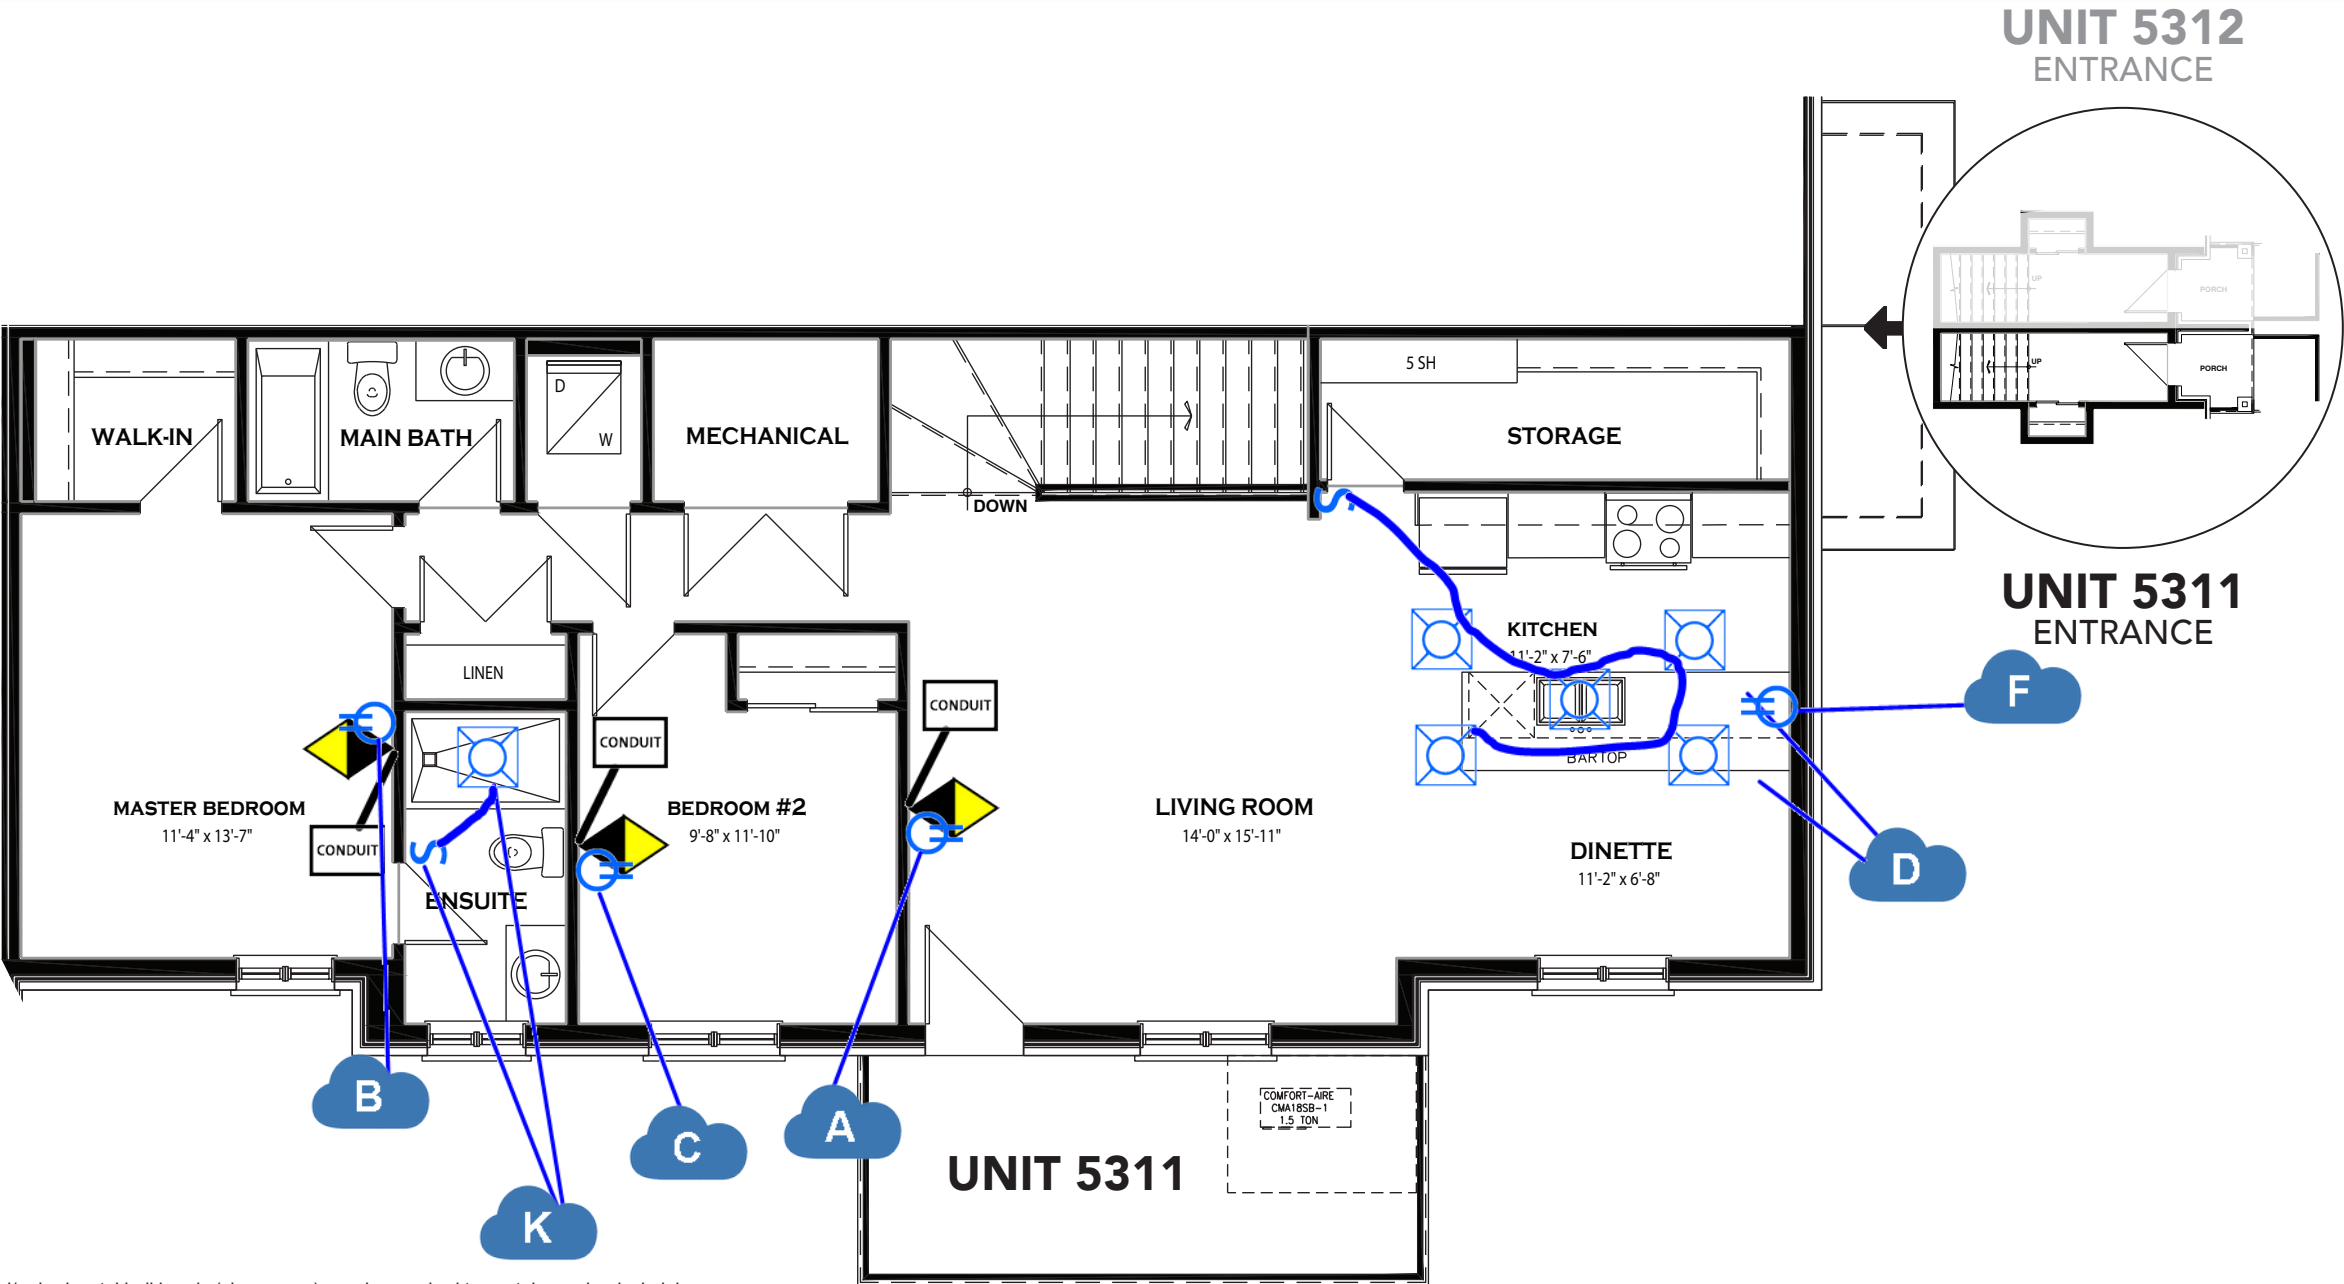 UNIT 5312
ENTRANCE
UP
PORCH
UP
PORCH
UNIT 5311
ENTRANCE
5 SH
D
W
WALK-IN
MAIN BATH
MECHANICAL
STORAGE
DOWN
KITCHEN
11'-2" x 7'-6"
LINEN
CONDUIT
CONDUIT
CONDUIT
F
BARTOP
MASTER BEDROOM
11'-4" x 13'-7"
BEDROOM #2
9'-8" x 11'-10"
LIVING ROOM
14'-0" x 15'-11"
DINETTE
11'-2" x 6'-8"
D
S
S
ENSUITE
B
C
A
K
COMFORT-AIRE
CMA18SB-1
1.5 TON
UNIT 5311